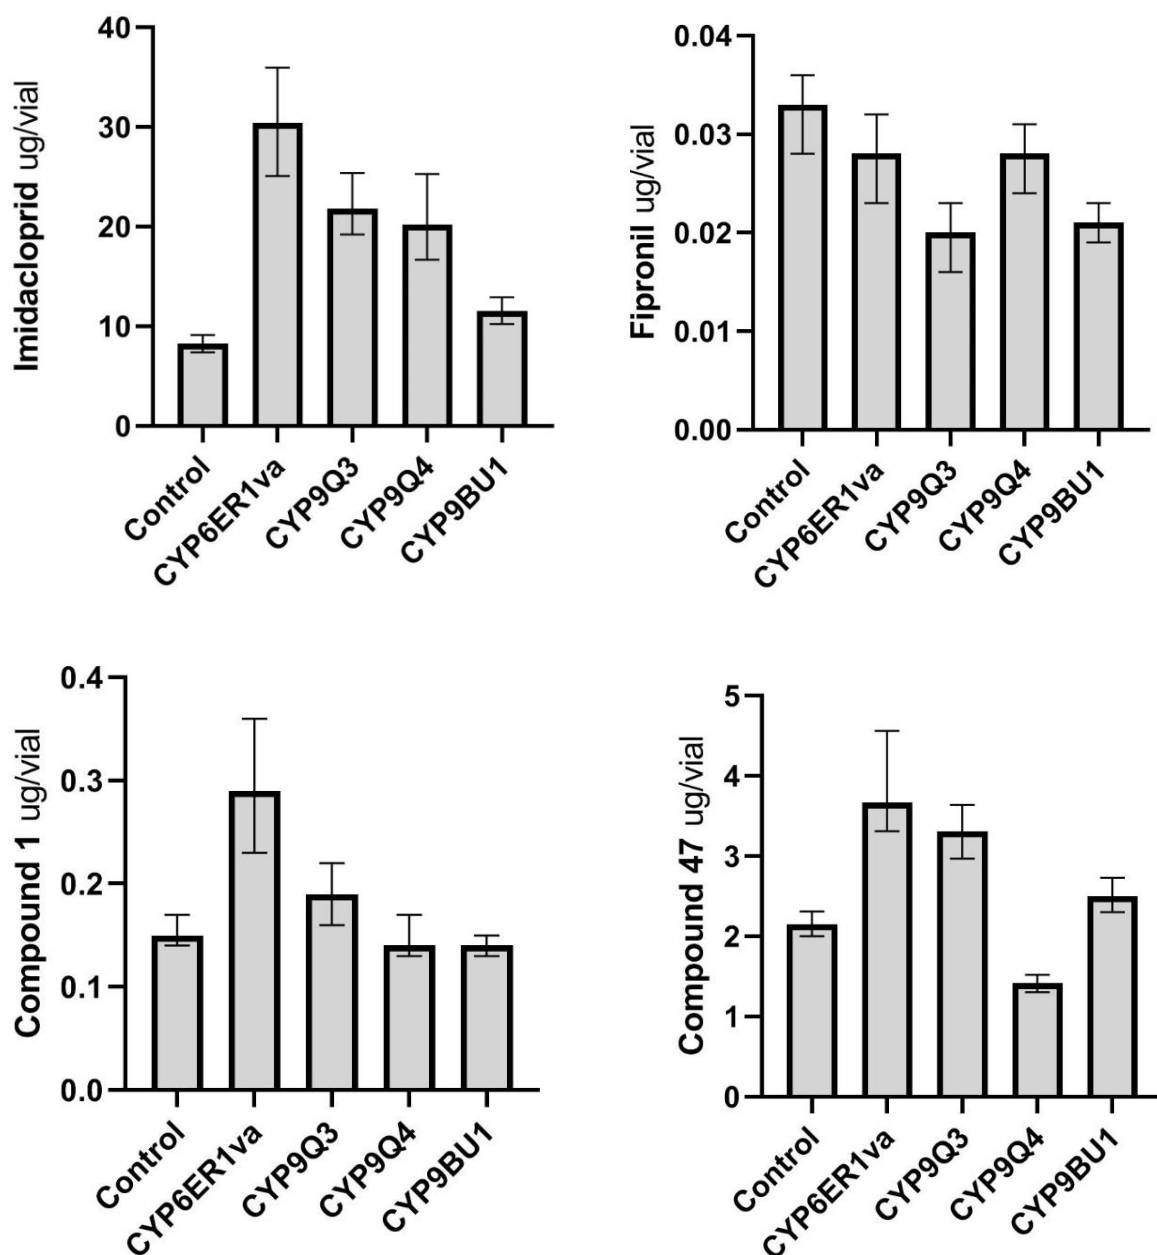 Imidacloprid ug/vial
40
30
20
10
0
Control
CYP6ER1va
CYP9Q3
CYP9Q4
CYP9BU1
Fipronil ug/vial
0.04
0.03
0.02
0.01
0.00
Control
CYP6ER1va
CYP9Q3
CYP9Q4
CYP9BU1
Compound 1 ug/vial
0.4
0.3
0.2
0.1
0.0
Control
CYP6ER1va
CYP9Q3
CYP9Q4
CYP9BU1
Compound 47 ug/vial
5
4
3
2
1
0
Control
CYP6ER1va
CYP9Q3
CYP9Q4
CYP9BU1